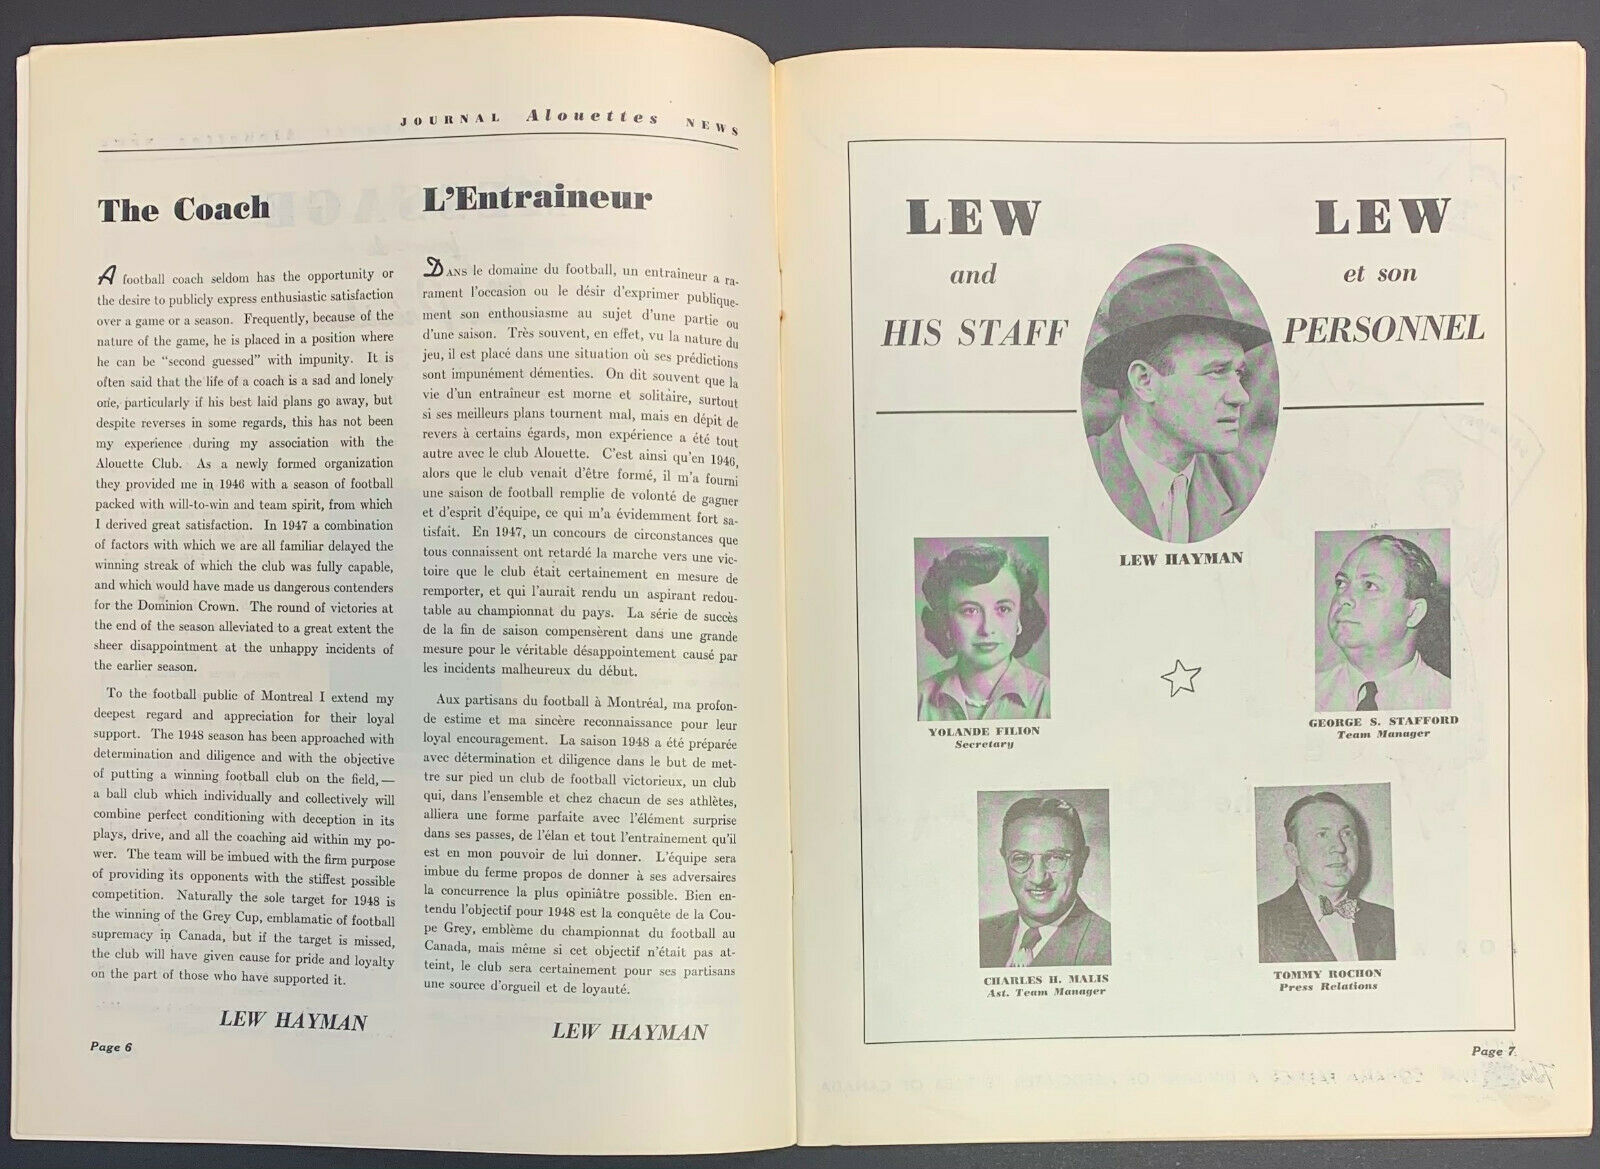 JOURNAL Alouettes NEWS
The Coach
A football coach seldom has the opportunity or
the desire to publicly express enthusiastic satisfaction
over a game or a season. Frequently, because of the
nature of the game, he is placed in a position where
he can be "second guessed" with impunity. It is
often said that the life of a coach is a sad and lonely
one, particularly if his best laid plans go away, but
despite reverses in some regards, this has not been
my experience during my association with the
Alouette Club. As a newly formed organization
they provided me in 1946 with a season of football
packed with will-to-win and team spirit, from which
I derived great satisfaction. In 1947 a combination
of factors with which we are all familiar delayed the
winning streak of which the club was fully capable,
and which would have made us dangerous contenders
for the Dominion Crown. The round of victories at
the end of the season alleviated to a great extent the
sheer disappointment at the unhappy incidents of
the earlier season.
To the football public of Montreal I extend my
deepest regard and appreciation for their loyal
support. The 1948 season has been approached with
determination and diligence and with the objective
of putting a winning football club on the field,—
a ball club which individually and collectively will
combine perfect conditioning with deception in its
plays, drive, and all the coaching aid within my po-
wer. The team will be imbued with the firm purpose
of providing its opponents with the stiffest possible
competition. Naturally the sole target for 1948 is
the winning of the Grey Cup, emblamatic of football
supremacy in Canada, but if the target is missed,
the club will have given cause for pride and loyalty
on the part of those who have supported it.
LEW HAYMAN
Page 6
L'Entraineur
DANS le domaine du football, un entraineur a ra-
rament l'occasion ou le désir d'exprimer publique-
ment son enthousiasme au sujet d'une partie ou
d'une saison. Très souvent, en effet, vu la nature du
jeu, il est placé dans une situation où ses prédictions
sont impunément démenties. On dit souvent que la
vie d'un entraîneur est morne et solitaire, surtout
si ses meilleurs plans tournent mal, mais en dépit de
revers à certains égards, mon expérience a été tout
autre avec le club Alouette. C'est ainsi qu'en 1946,
alors que le club venait d'être formé, il m'a fourni
une saison de football remplie de volonté de gagner
et d'esprit d'équipe, ce qui m'a évidemment fort sa-
tisfait. En 1947, un concours de circonstances que
tous connaissent ont retardé la marche vers une vic-
toire que le club était certainement en mesure de
remporter, et qui l'aurait rendu un aspirant redou-
table au championnat du pays. La série de succès
de la fin de saison compensèrent dans une grande
mesure pour le véritable désappointement causé par
les incidents malheureux du début.
Aux partisans du football à Montréal, ma profon-
de estime et ma sincère reconnaissance pour leur
loyal encouragement. La saison 1948 a été préparée
avec détermination et diligence dans le but de met-
tre sur pied un club de football victorieux, un club
qui, dans l'ensemble et chez chacun de ses athlètes,
alliera une forme parfaite avec l'élément surprise
dans ses passes, de l'élan et tout l'entraînement qu'il
est en mon pouvoir de lui donner. L'équipe sera
imbue du ferme propos de donner à ses adversaires
la concurrence la plus opiniâtre possible. Bien en-
tendu l'objectif pour 1948 est la conquête de la Cou-
pe Grey, emblème du championnat du football au
Canada, mais même si cet objectif n'était pas at-
teint, le club sera certainement pour ses partisans
une source d'orgueil et de loyauté.
LEW HAYMAN
LEW
and
HIS STAFF
LEW
et son
PERSONNEL
LEW HAYMAN
YOLANDE FILION
Secretary
GEORGE S. STAFFORD
Team Manager
CHARLES H. MALIS
Ast. Team Manager
TOMMY ROCHON
Press Relations
Page 7